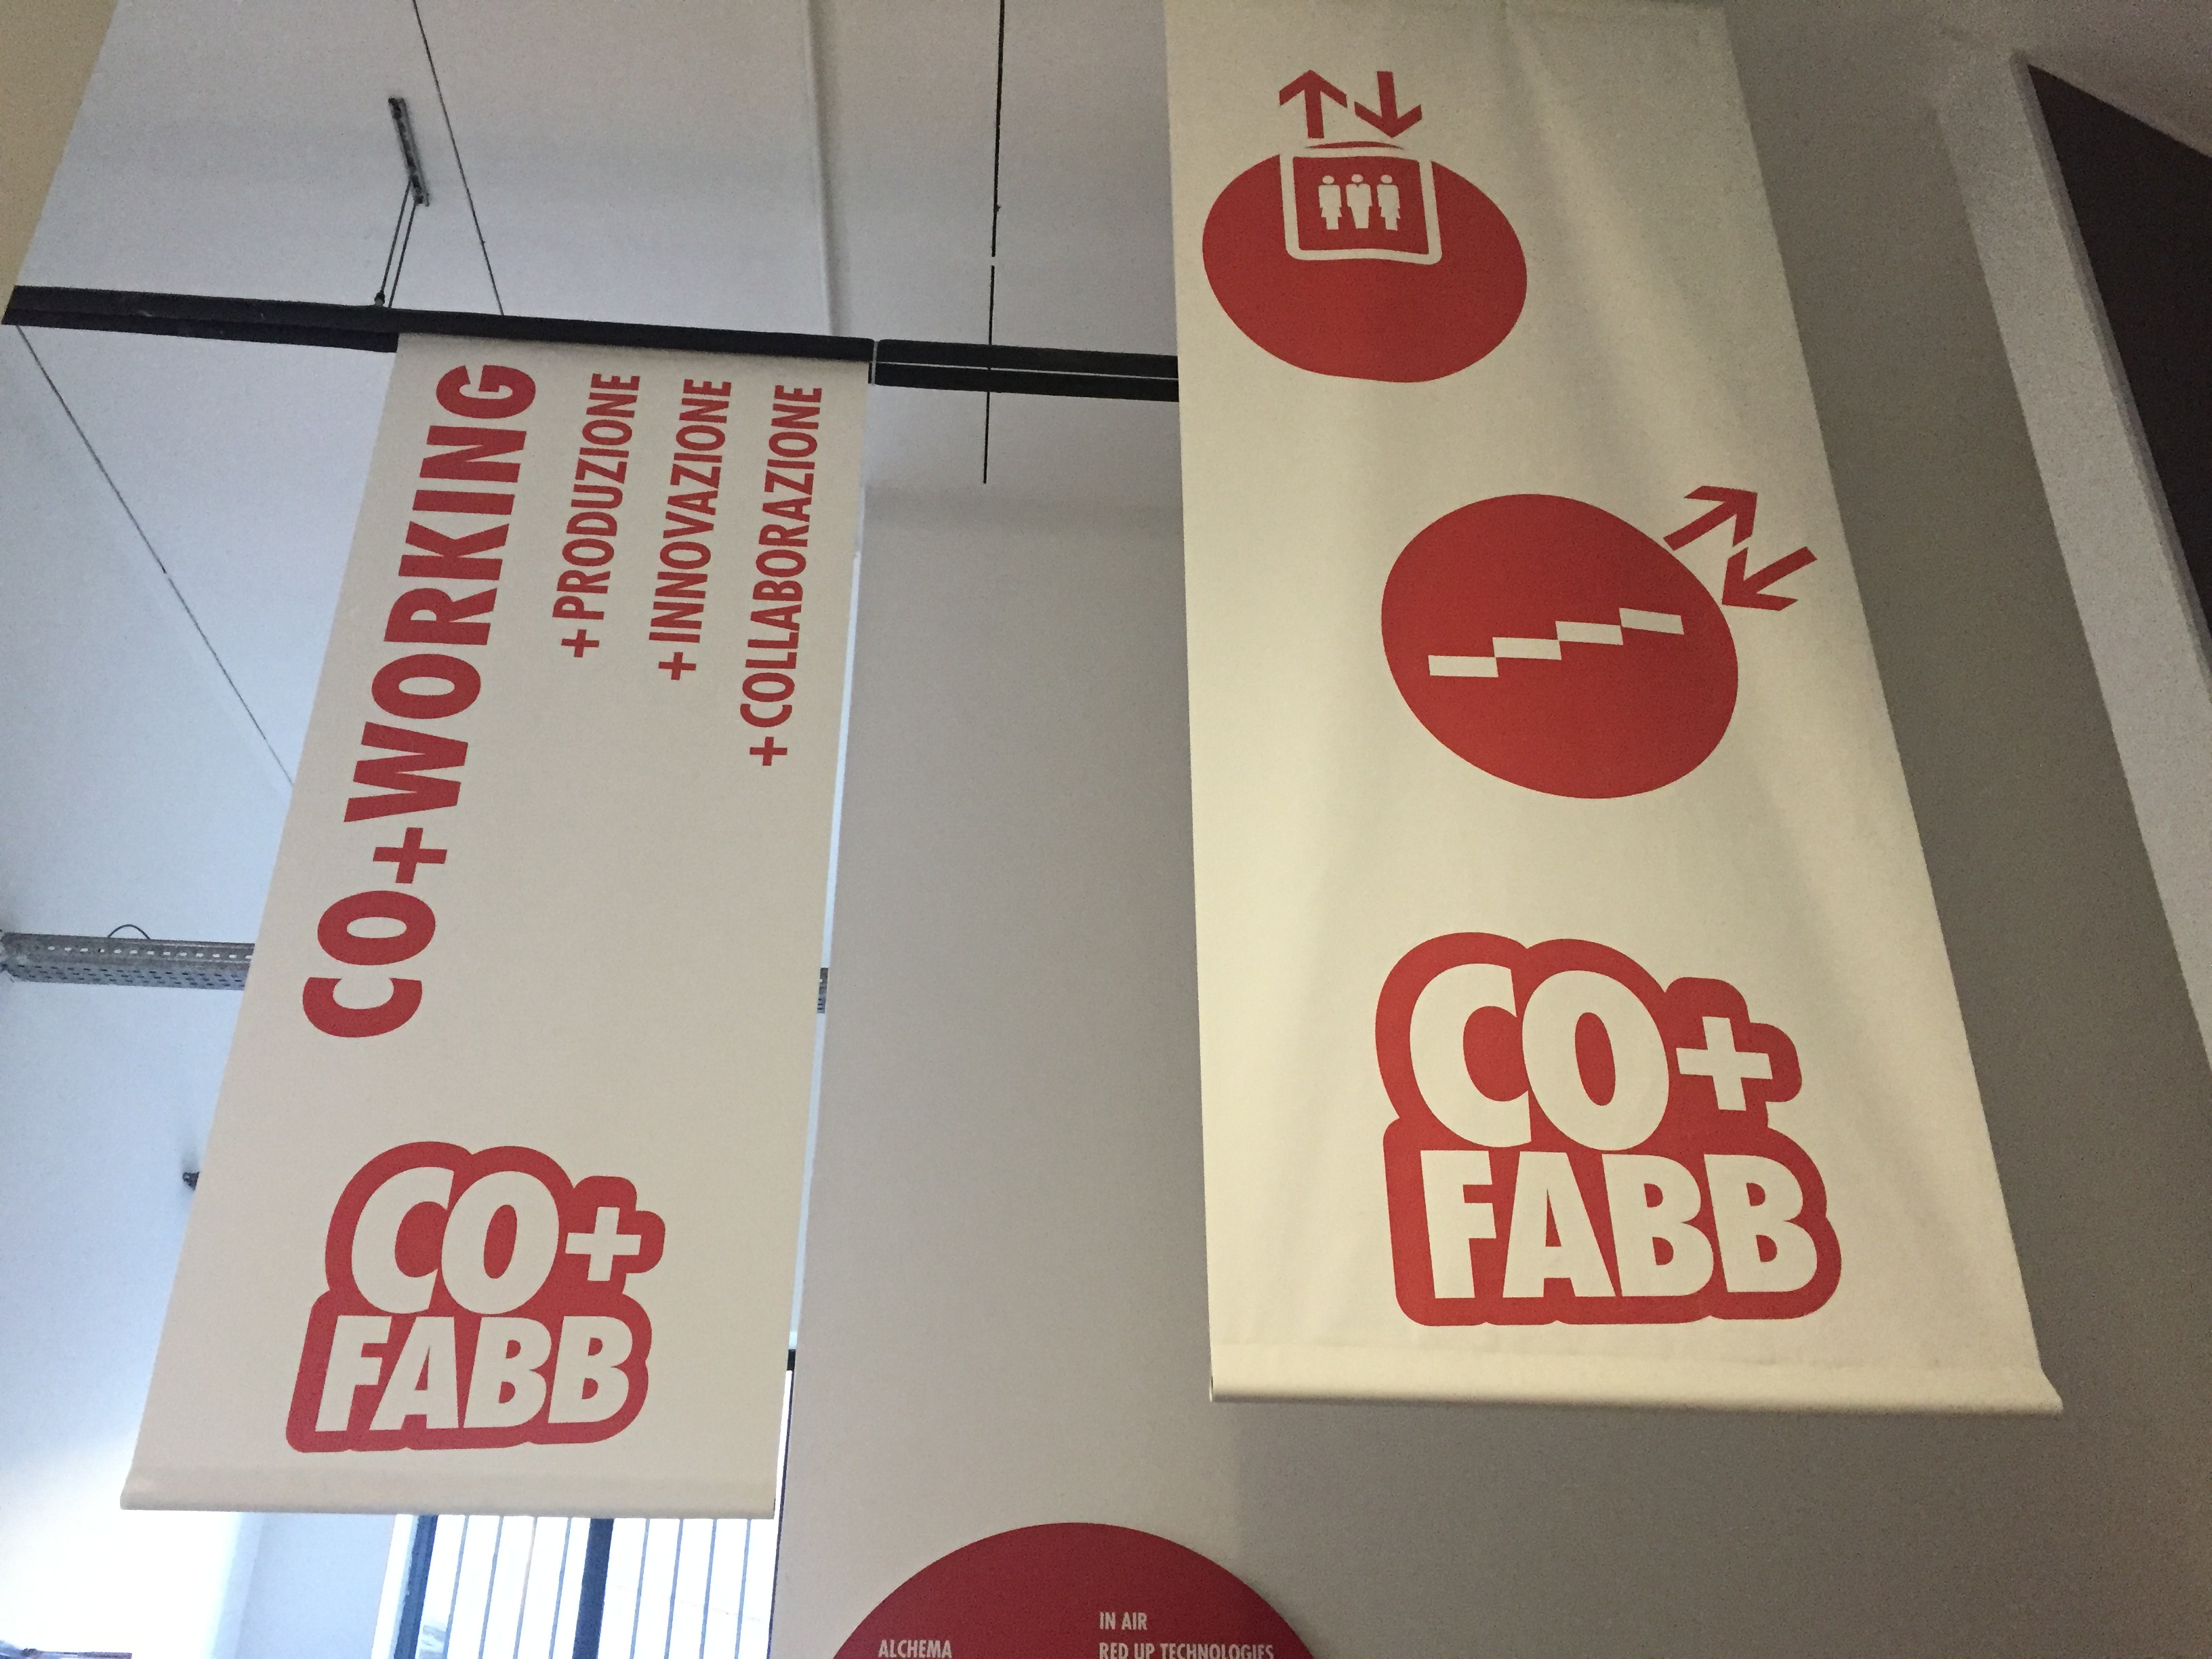 CO+WORKING
+PRODUZIONE
+INNOVAZIONE
+COLLABORAZIONE
CO+
FABB
CO+
FABB
ALCHEMA
IN AIR
RED UP TECHNOLOGIES